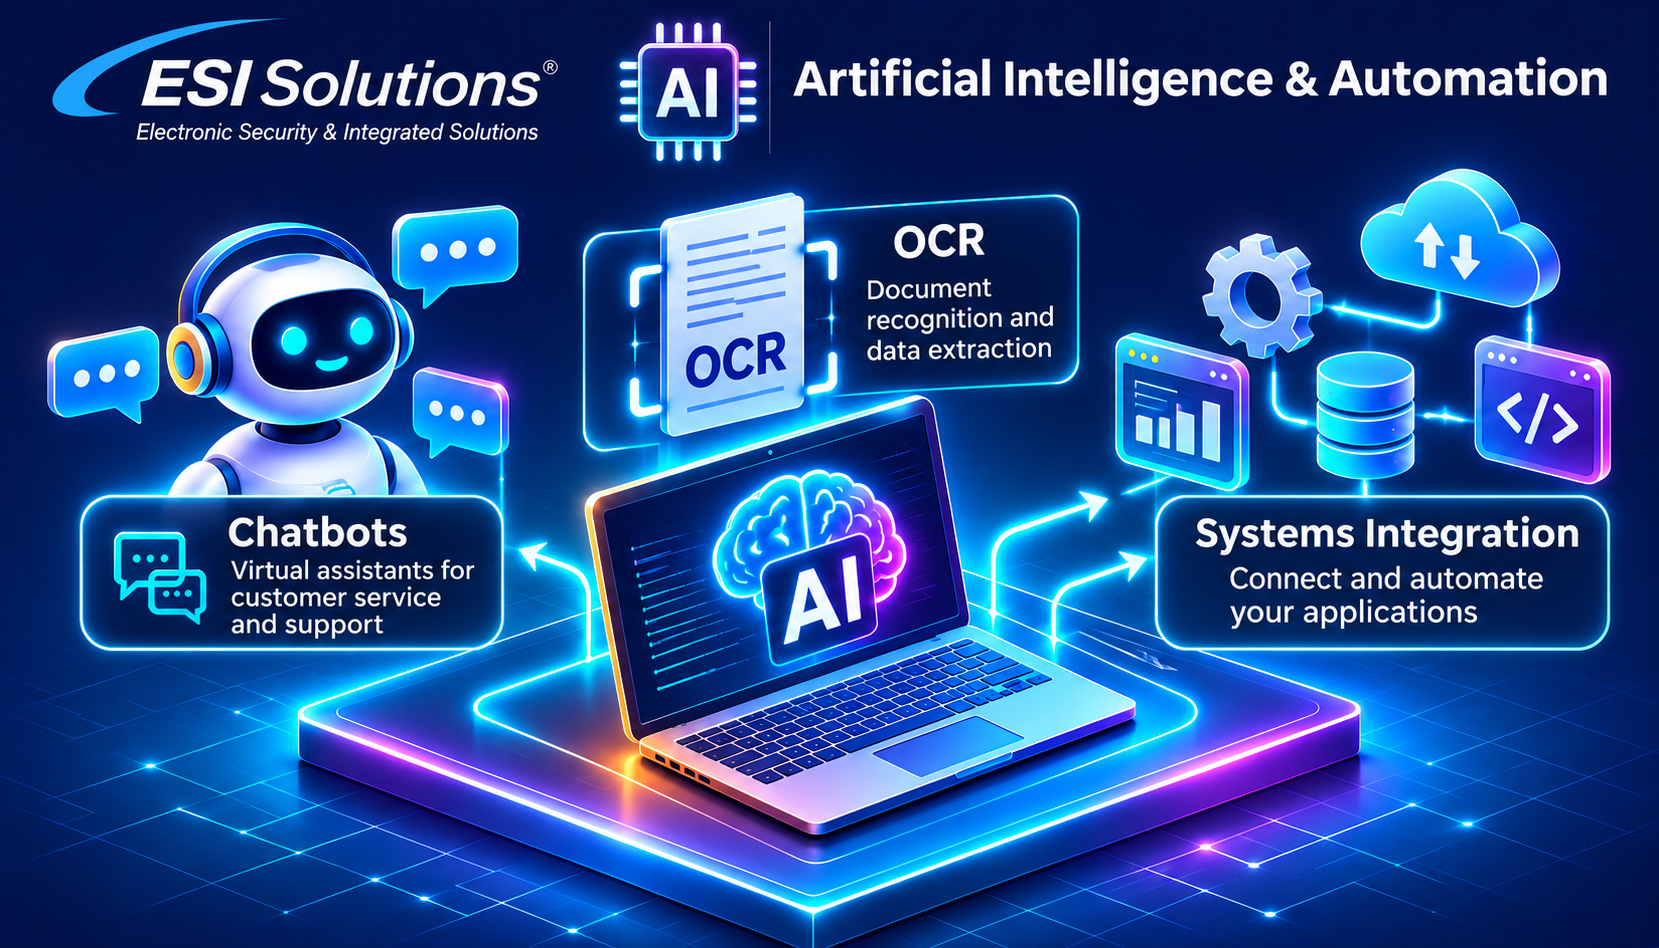 ESI Solutions®
Electronic Security & Integrated Solutions
AI
Artificial Intelligence & Automation
OCR
Document
recognition and
data extraction
OCR
Chatbots
Virtual assistants for
customer service
and support
AI
</>
Systems Integration
Connect and automate
your applications